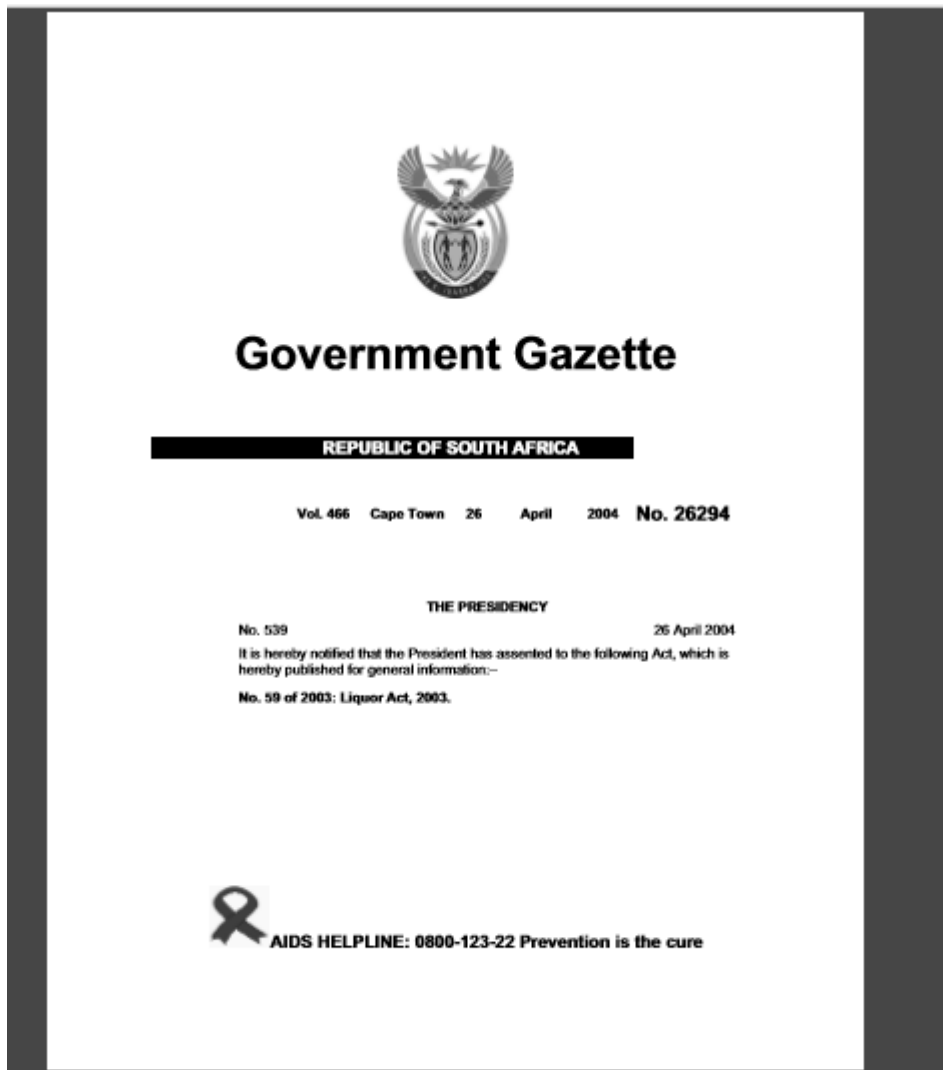 Government Gazette
REPUBLIC OF SOUTH AFRICA
Vol. 466 Cape Town 26 April 2004 No. 26294
THE PRESIDENCY
No. 539 26 April 2004
It is hereby notified that the President has assented to the following Act, which is
hereby published for general information:–
No. 59 of 2003: Liquor Act, 2003.
AIDS HELPLINE: 0800-123-22 Prevention is the cure